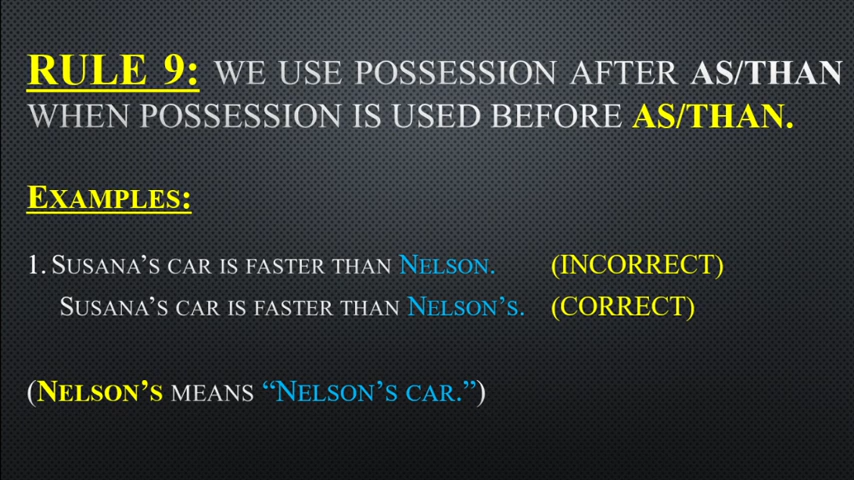 RULE 9: WE USE POSSESSION AFTER AS/THAN
WHEN POSSESSION IS USED BEFORE AS/THAN.
EXAMPLES:
1. SUSANA’S CAR IS FASTER THAN NELSON. (INCORRECT)
SUSANA’S CAR IS FASTER THAN NELSON’S. (CORRECT)
(NELSON’S MEANS “NELSON’S CAR.”)